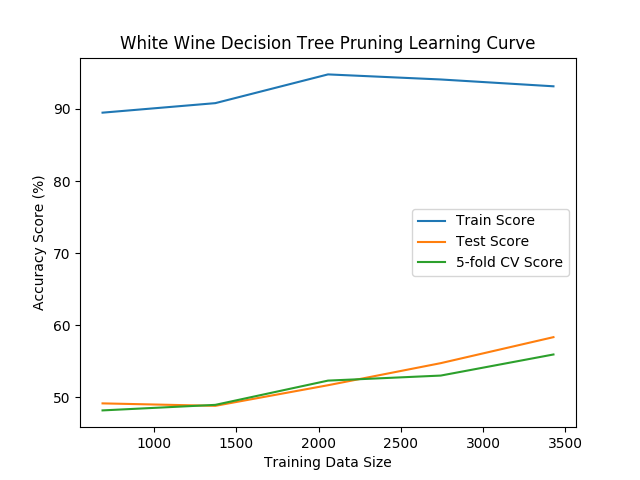 White Wine Decision Tree Pruning Learning Curve
Accuracy Score (%)
90
80
70
60
50
Train Score
Test Score
5-fold CV Score
1000 1500 2000 2500 3000 3500
Training Data Size